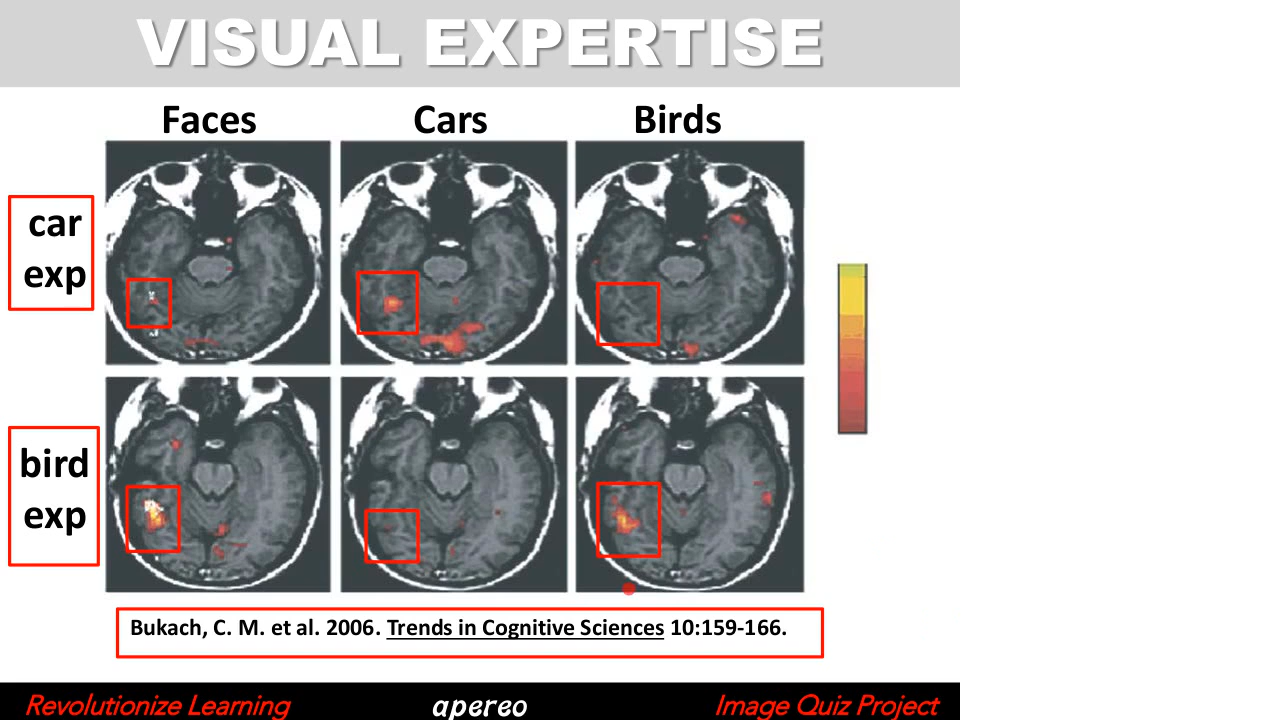 VISUAL EXPERTISE
Faces Cars Birds
car
exp
bird
exp
Bukach, C. M. et al. 2006. Trends in Cognitive Sciences 10:159-166.
Revolutionize Learning apereo Image Quiz Project